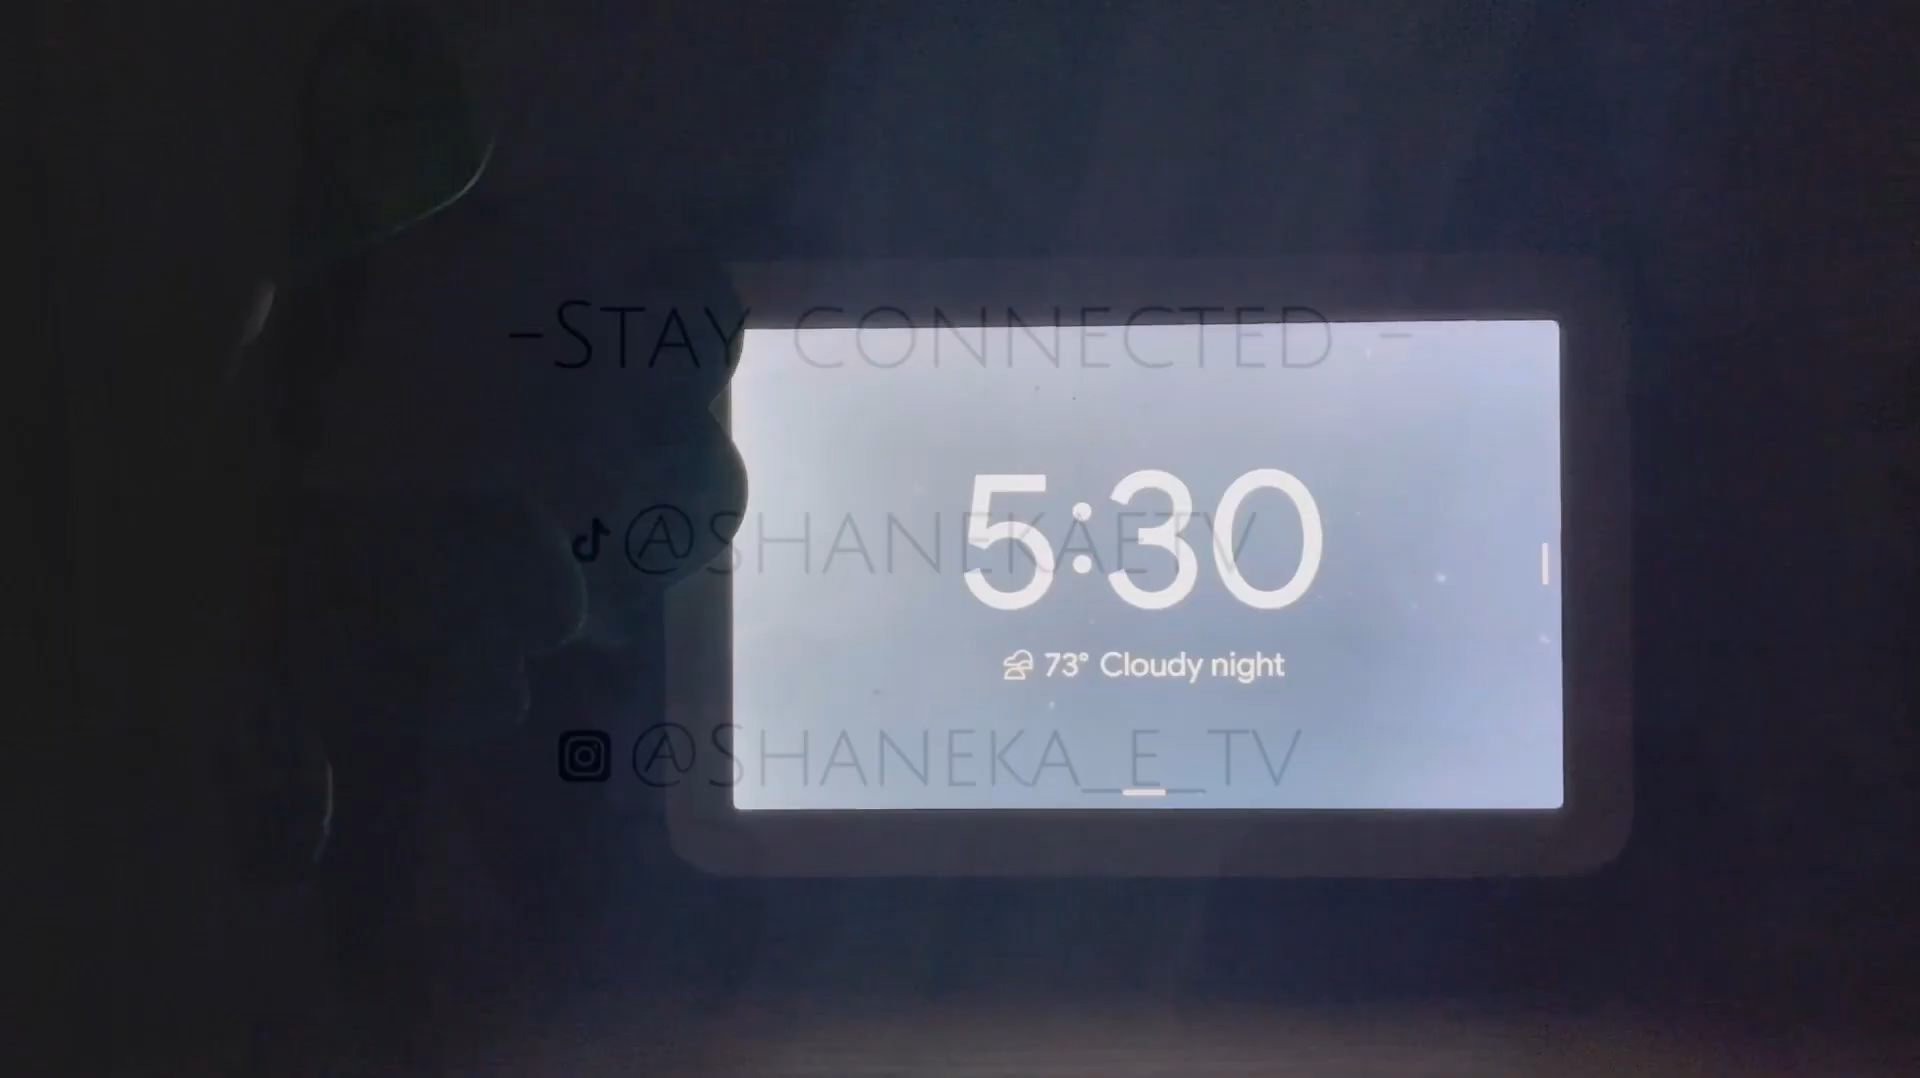 -STAY CONNECTED -
5:30
@SHANEKAETV
73° Cloudy night
@SHANEKA_E_TV